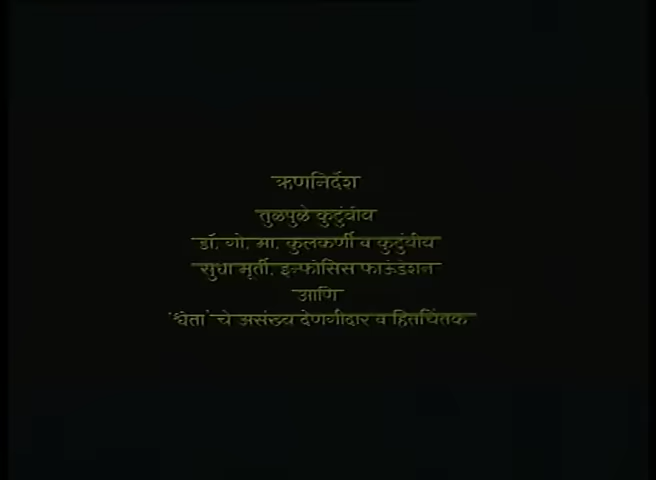 ऋणनिर्देश
तुळपुळे कुटुंबीय
डॉ. गो. मा. कुलकर्णी व कुटुंबीय
सुधा मूर्ती, इन्फोसिस फाऊंडेशन
आणि
चे असंख्य देणगीदार व हितचिंतक